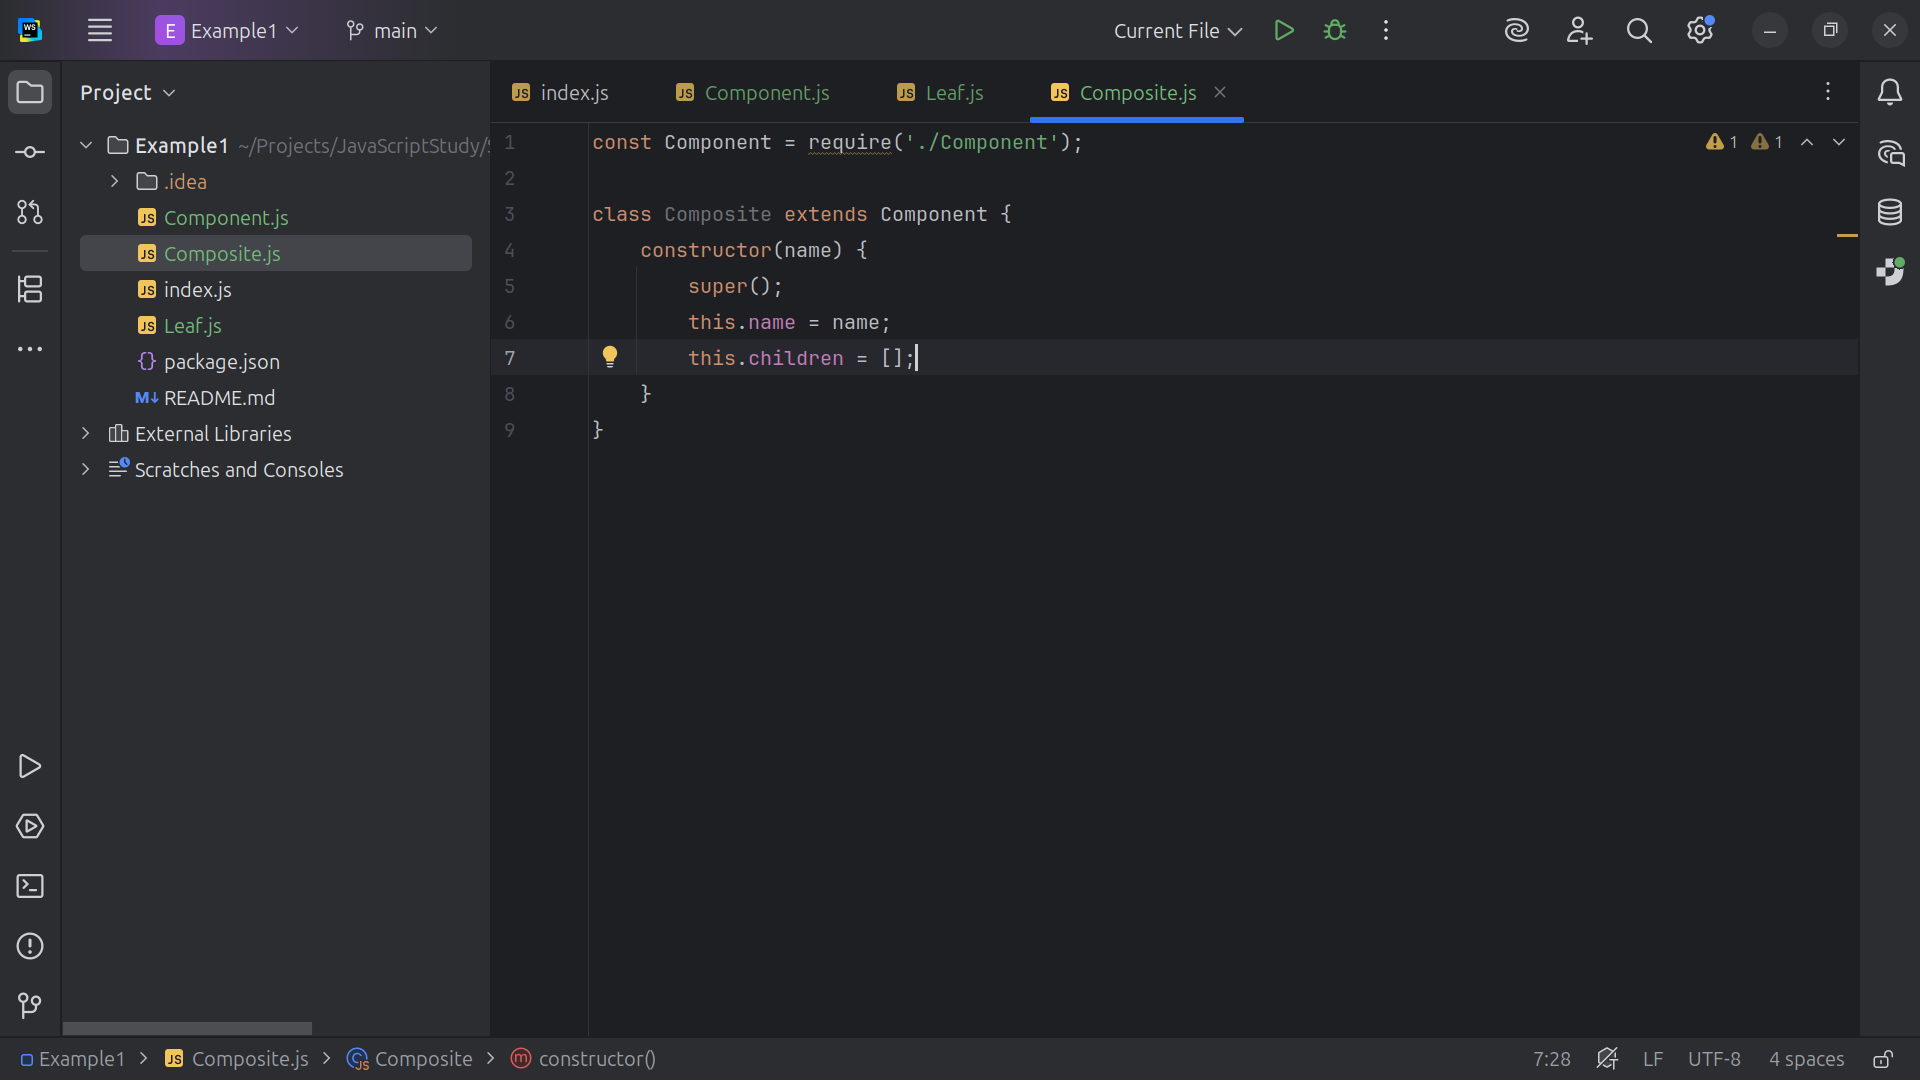 WS
E Example1
main
Current File
Project
index.js
Component.js
Leaf.js
Composite.js
Example1 ~/Projects/JavaScriptStudy/
.idea
Component.js
Composite.js
index.js
Leaf.js
package.json
README.md
External Libraries
Scratches and Consoles
1 const Component = require('./Component');
2
3 class Composite extends Component {
4 constructor(name) {
5 super();
6 this.name = name;
7 this.children = [];
8 }
9 }
1 1
Example1 > Composite.js > Composite > constructor()
7:28 LF UTF-8 4 spaces